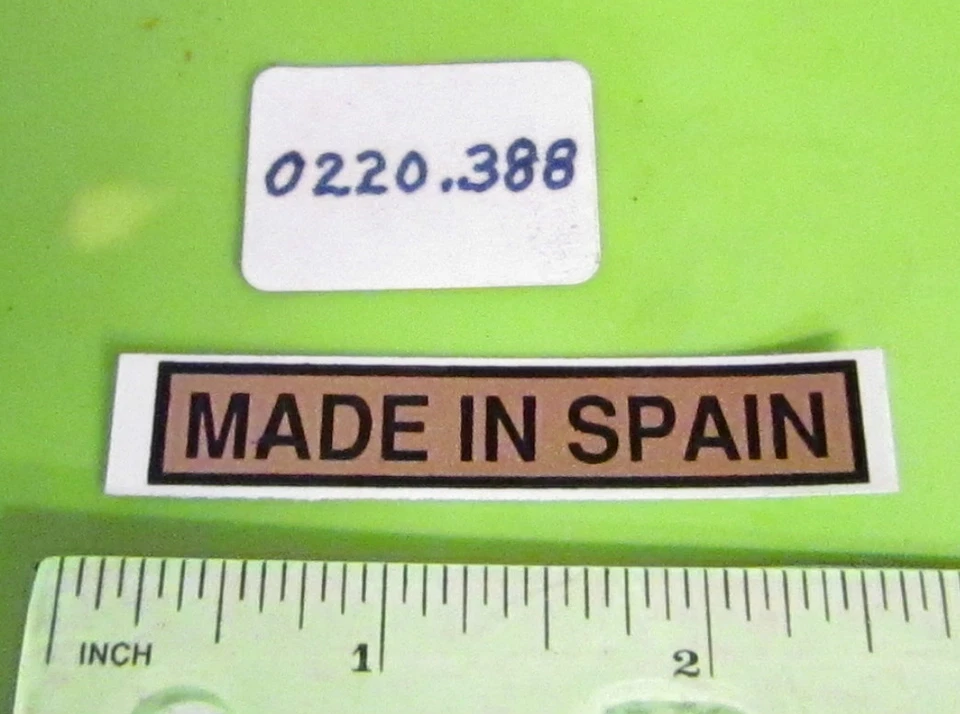 0220.388
MADE IN SPAIN
INCH 1 2